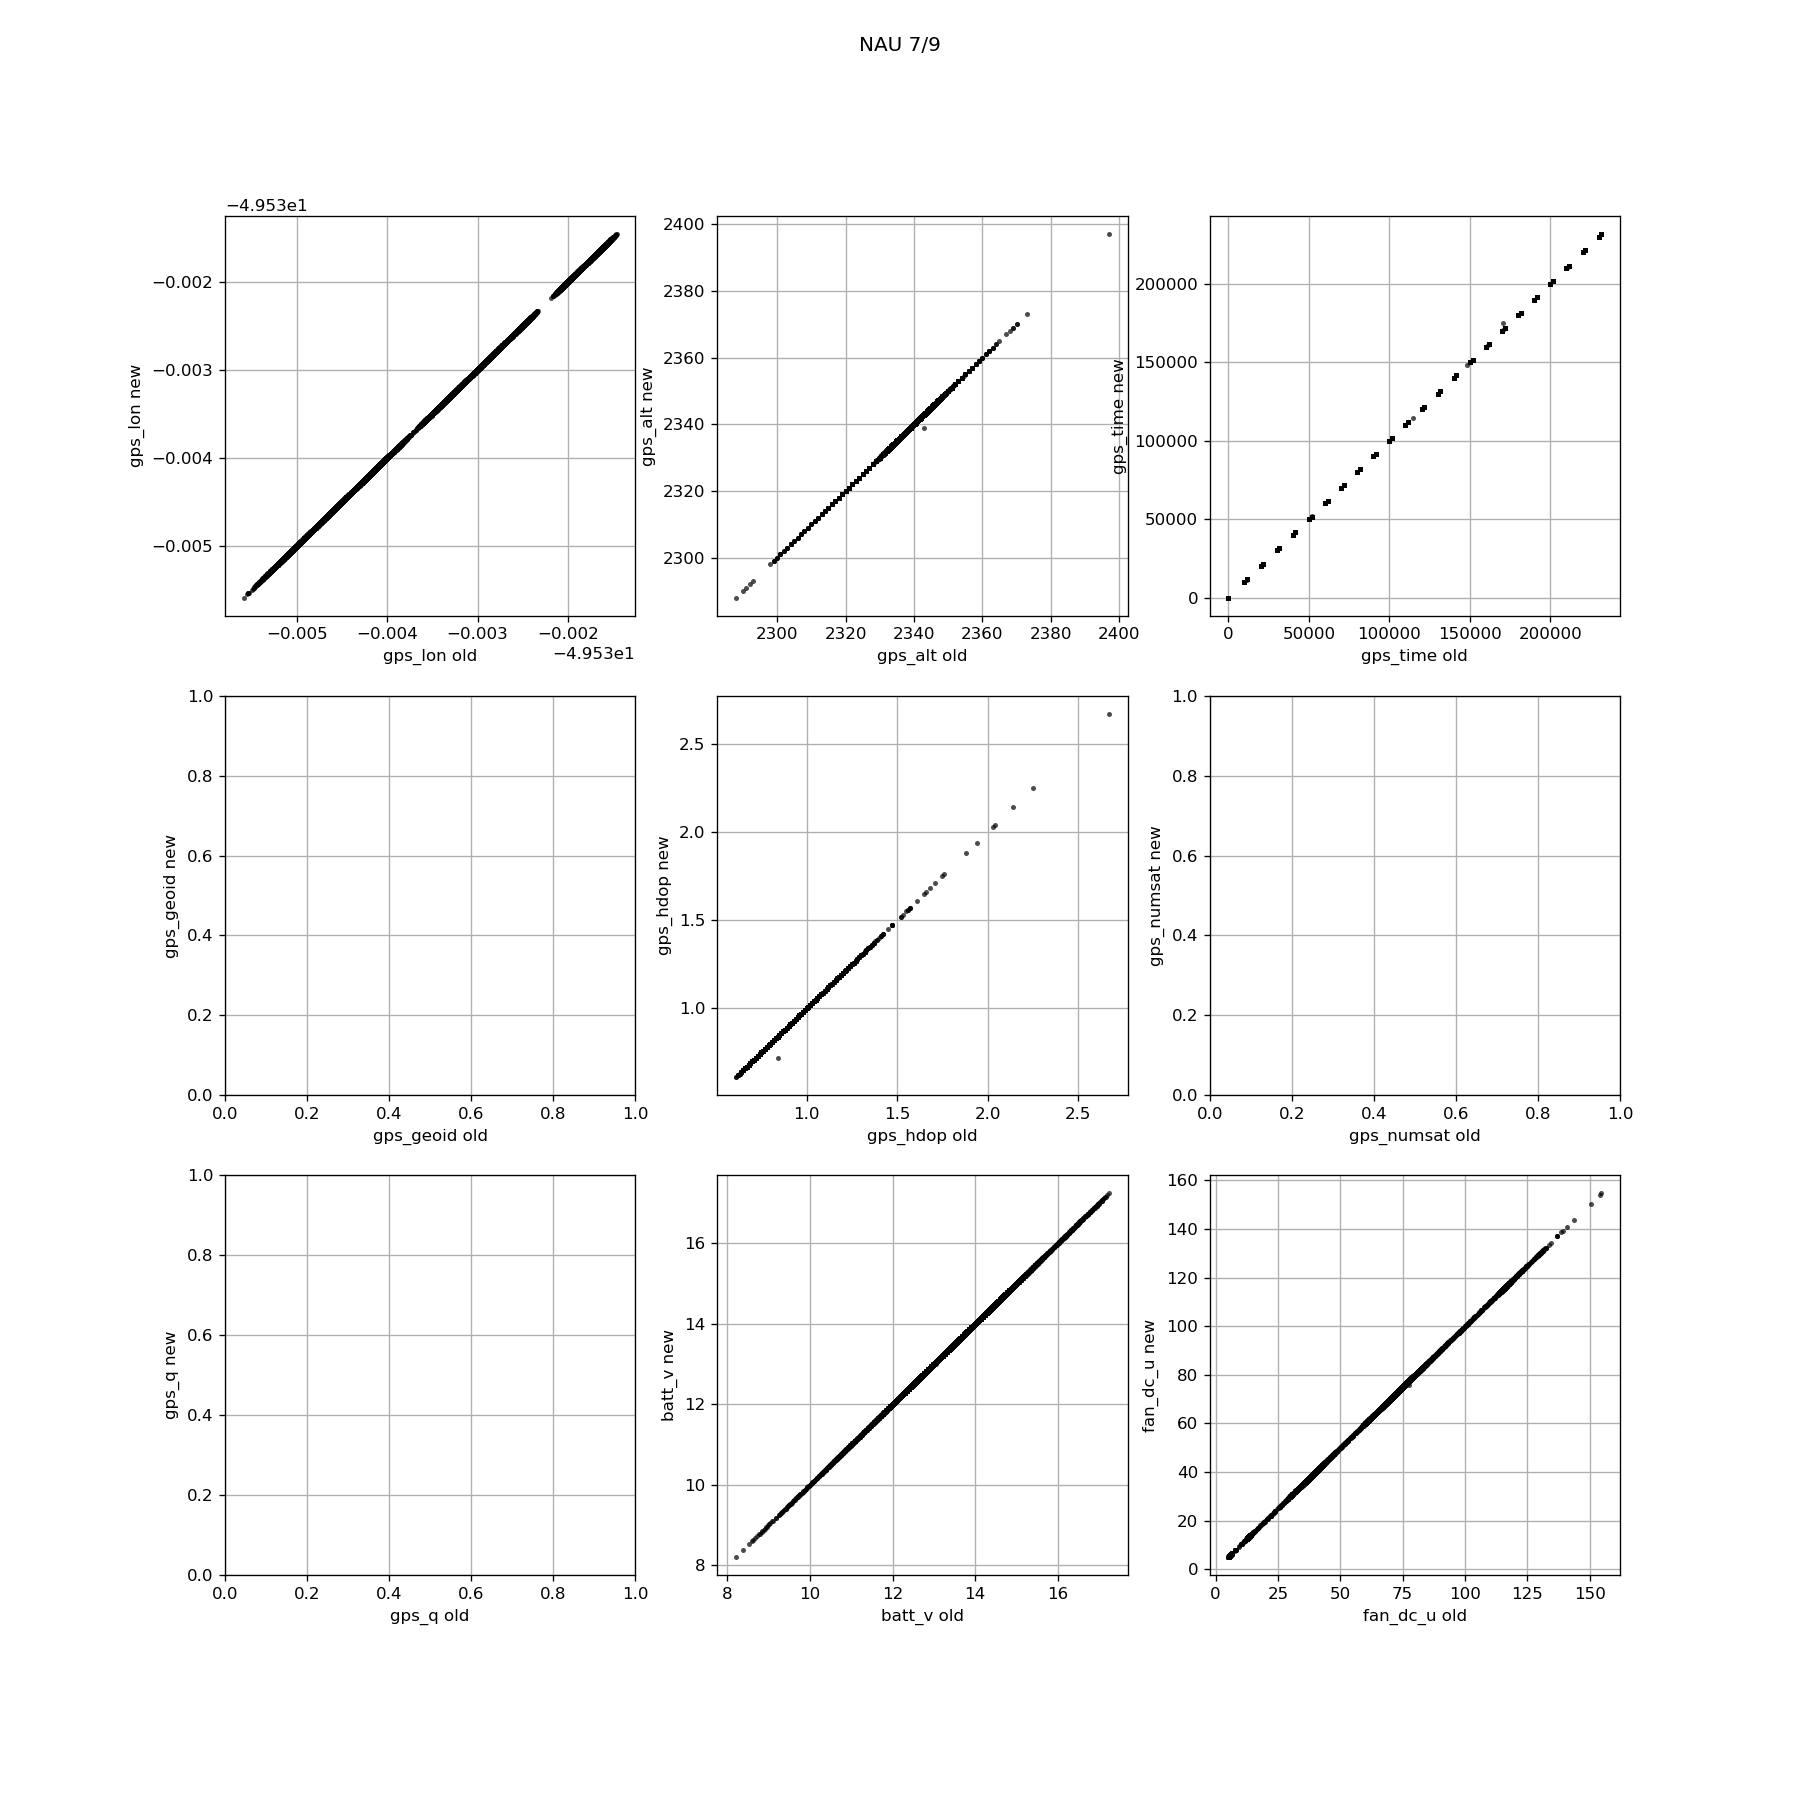 NAU 7/9
−4.953e1
−0.002
−0.003
−0.004
−0.005
gps_lon new
−0.005 −0.004 −0.003 −0.002
gps_lon old
−4.953e1
2400
2380
2360
2340
2320
2300
gps_alt new
2300 2320 2340 2360 2380 2400
gps_alt old
200000
150000
100000
50000
0
gps_time new
0 50000 100000 150000 200000
gps_time old
1.0
0.8
0.6
0.4
0.2
0.0
gps_geoid new
0.0 0.2 0.4 0.6 0.8 1.0
gps_geoid old
2.5
2.0
1.5
1.0
gps_hdop new
1.0 1.5 2.0 2.5
gps_hdop old
1.0
0.8
0.6
0.4
0.2
0.0
gps_numsat new
0.0 0.2 0.4 0.6 0.8 1.0
gps_numsat old
1.0
0.8
0.6
0.4
0.2
0.0
gps_q new
0.0 0.2 0.4 0.6 0.8 1.0
gps_q old
16
14
12
10
8
batt_v new
8 10 12 14 16
batt_v old
160
140
120
100
80
60
40
20
0
fan_dc_u new
0 25 50 75 100 125 150
fan_dc_u old